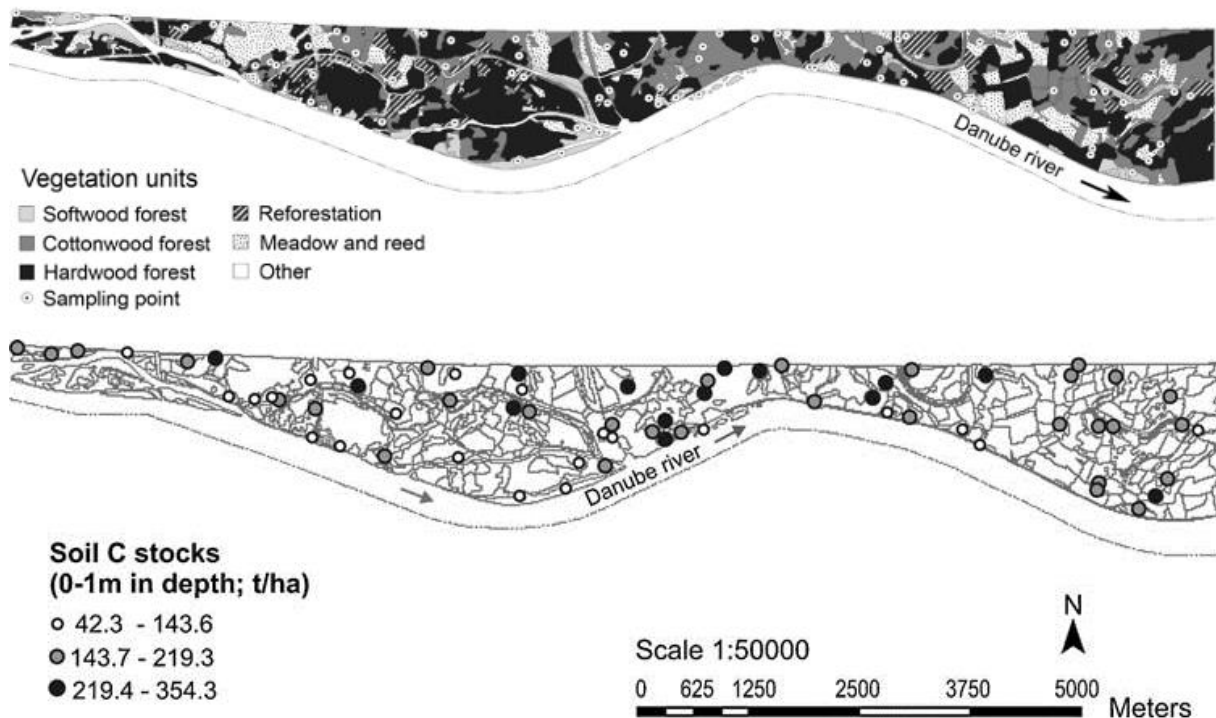 Danube river
Vegetation units
Softwood forest
Cottonwood forest
Hardwood forest
Sampling point
Reforestation
Meadow and reed
Other
Danube river
Soil C stocks
(0-1m in depth; t/ha)
42.3 - 143.6
143.7 - 219.3
219.4 - 354.3
N
Scale 1:50000
0 625 1250 2500 3750 5000 Meters